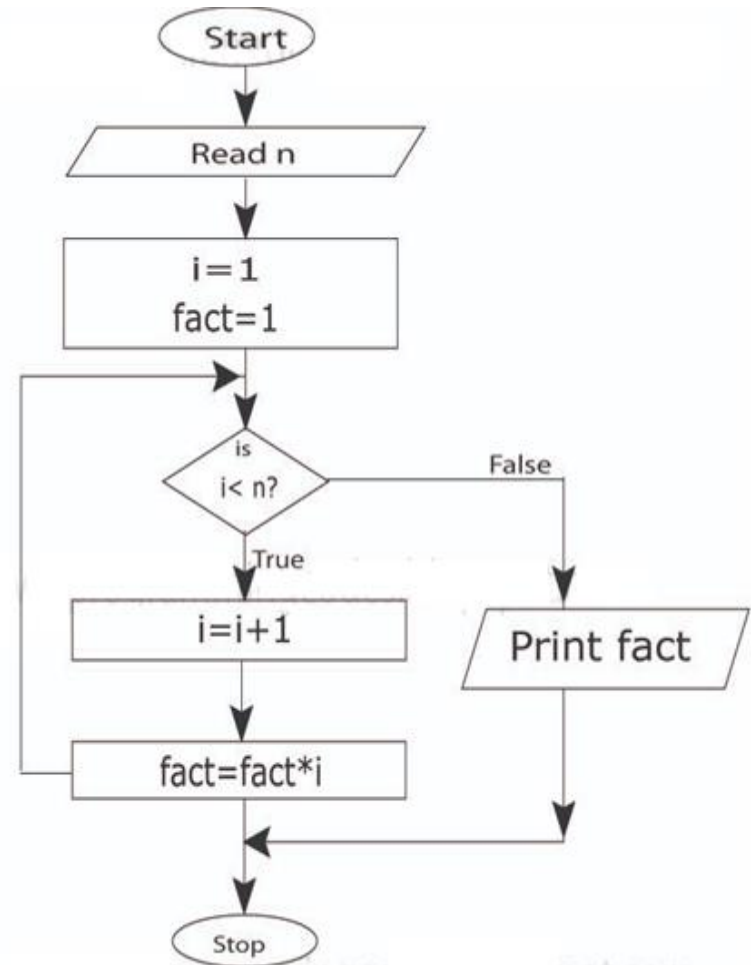 Start
Read n
i=1
fact=1
is
i< n?
False
True
i=i+1
Print fact
fact=fact*i
Stop